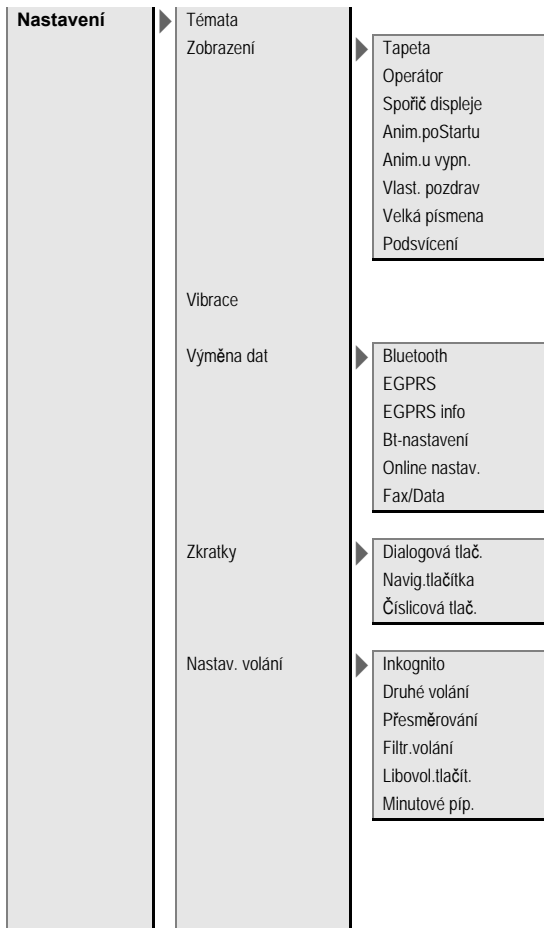 Nastavení
Témata
Zobrazení
Tapeta
Operátor
Spořič displeje
Anim.poStartu
Anim.u vypn.
Vlast. pozdrav
Velká písmena
Podsvícení
Vibrace
Výměna dat
Bluetooth
EGPRS
EGPRS info
Bt-nastavení
Online nastav.
Fax/Data
Zkratky
Dialogová tlač.
Navig.tlačítka
Číslicová tlač.
Nastav. volání
Inkognito
Druhé volání
Přesměrování
Filtr.volání
Libovol.tlačít.
Minutové píp.